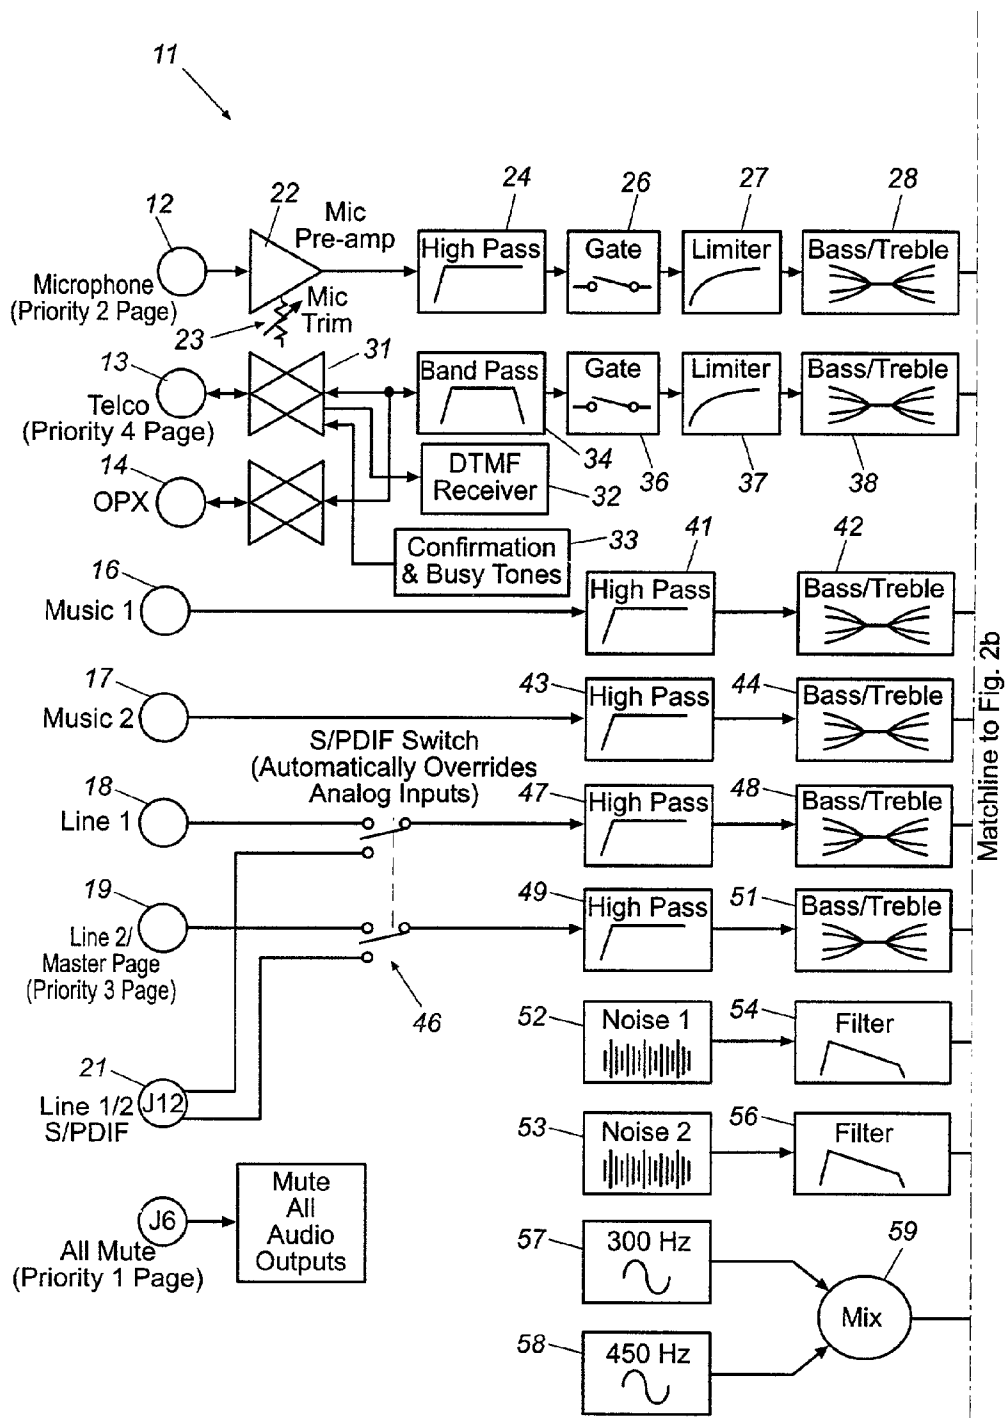 11
12
22
Mic
Pre-amp
24
26
27
28
High Pass
Gate
Limiter
Bass/Treble
Microphone
(Priority 2 Page)
Mic
Trim
23
13
31
Telco
(Priority 4 Page)
Band Pass
Gate
Limiter
Bass/Treble
34
36
37
38
14
OPX
DTMF
Receiver
32
Confirmation
& Busy Tones
33
16
Music 1
41
High Pass
42
Bass/Treble
17
Music 2
43
High Pass
44
Bass/Treble
S/PDIF Switch
(Automatically Overrides
Analog Inputs)
18
Line 1
47
High Pass
48
Bass/Treble
19
Line 2/
Master Page
(Priority 3 Page)
49
High Pass
51
Bass/Treble
46
52
Noise 1
54
Filter
21
J12
Line 1/2
S/PDIF
53
Noise 2
56
Filter
J6
All Mute
(Priority 1 Page)
Mute
All
Audio
Outputs
57
300 Hz
59
Mix
58
450 Hz
Matchline to Fig. 2b